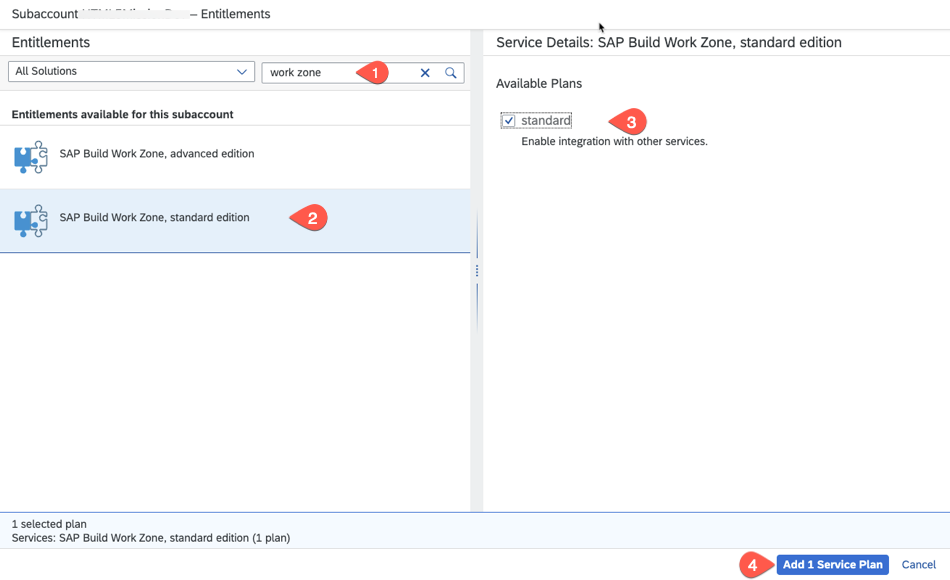 Subaccount – Entitlements
Entitlements
All Solutions
work zone
1
Entitlements available for this subaccount
SAP Build Work Zone, advanced edition
SAP Build Work Zone, standard edition
2
Service Details: SAP Build Work Zone, standard edition
Available Plans
standard
3
Enable integration with other services.
1 selected plan
Services: SAP Build Work Zone, standard edition (1 plan)
4
Add 1 Service Plan
Cancel